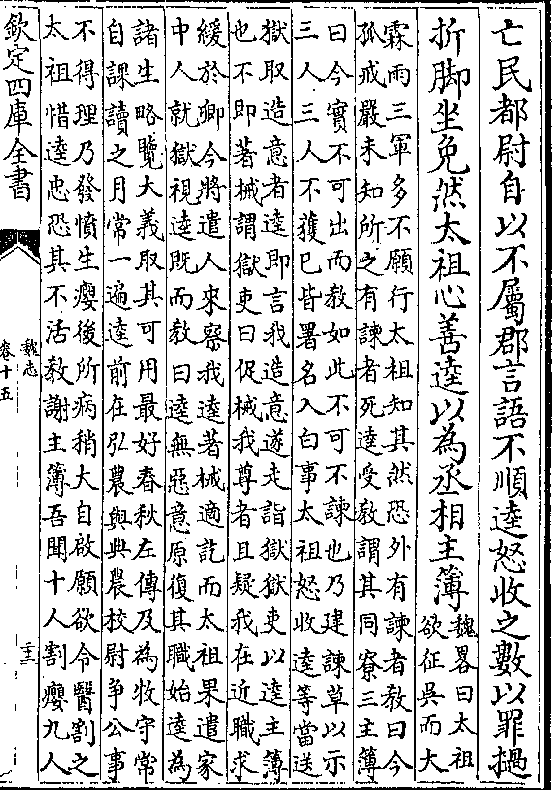 亡民都尉自以不屬郡言語不順逵怒收之數以罪撾
折脚坐免然太祖心善逵以為丞相主簿魏畧曰太祖
欲征吳而大
霖雨三軍多不願行太祖知其然恐外有諫者教曰今
孤戒嚴未知所之有諫者死逵受教謂其同寮三主簿
曰今實不可出而教如此不可不諫也乃建諫草以示
三人三人不獲已皆署名入白事太祖怒收逵等當送
獄取造意者逵即言我造意遂走詣獄獄吏以逵主簿
也不即著械謂獄吏曰促械我尊者且疑我在近職求
緩於卿今將遣人來察我逵著械適訖而太祖果遣家
中人就獄視逵既而教曰逵無惡意原復其職始逵為
諸生略覽大義取其可用最好春秋左傳及為牧守常
自課讀之月常一遍逵前在弘農與典農校尉争公事
不得理乃發憤生癭後所病稍大自啟願欲令醫割之
太祖惜逵忠恐其不活教謝主簿吾聞十人割癭九人
欽定四庫全書
魏志
卷十五